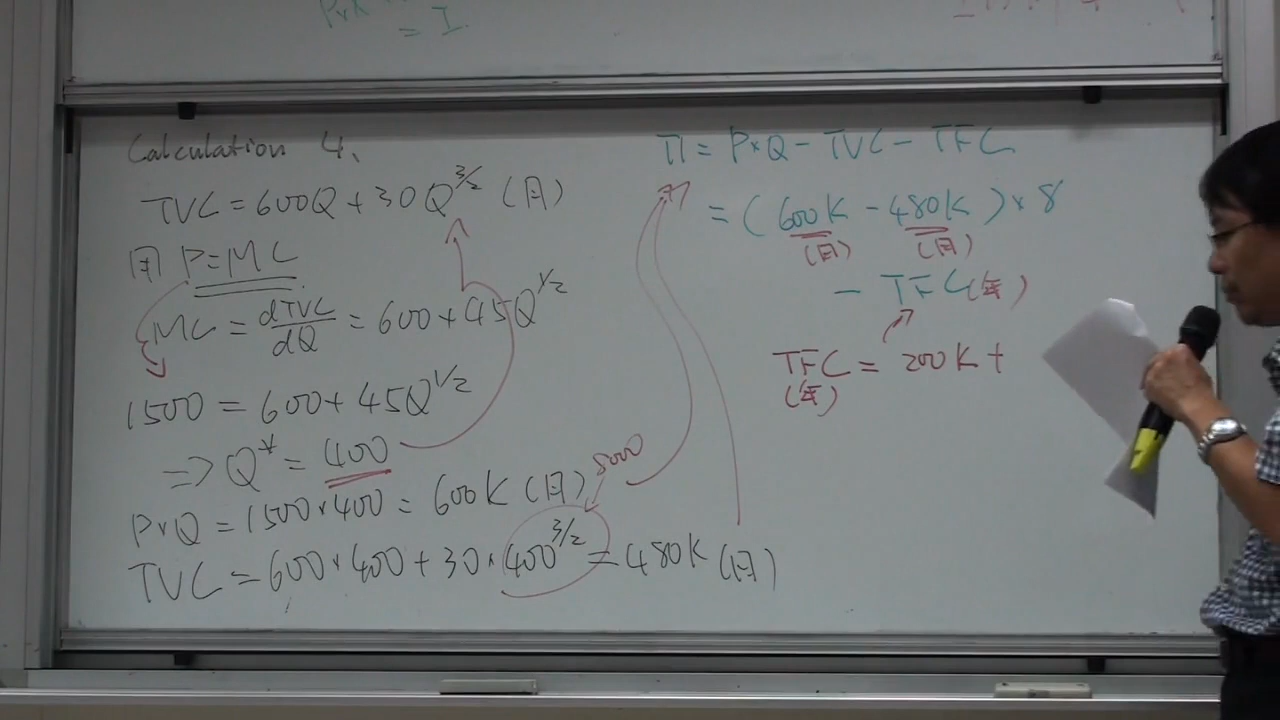 PxK
= I
Calculation 4.
TVC = 600Q + 30Q^3/2 (月)
用 P = MC
MC = dTVC/dQ = 600 + 45Q^1/2
1500 = 600 + 45Q^1/2
=> Q* = 400
P×Q = 1500×400 = 600K (月)
8000
TVC = 600×400 + 30×400^3/2 = 480K (月)
π = P×Q - TVC - TFC
= (600K - 480K) × 8
(月) (月)
- TFC (年)
TFC = 200K +
(年)